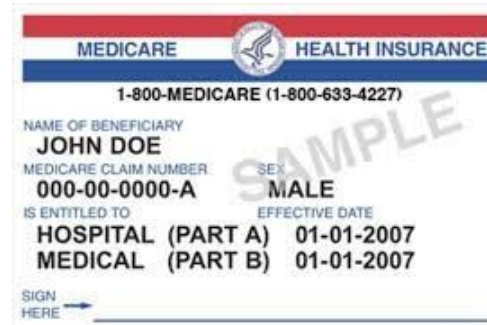 MEDICARE HEALTH INSURANCE
1-800-MEDICARE (1-800-633-4227)
NAME OF BENEFICIARY
JOHN DOE
MEDICARE CLAIM NUMBER SEX
000-00-0000-A MALE
IS ENTITLED TO EFFECTIVE DATE
HOSPITAL (PART A) 01-01-2007
MEDICAL (PART B) 01-01-2007
SIGN
HERE
SAMPLE